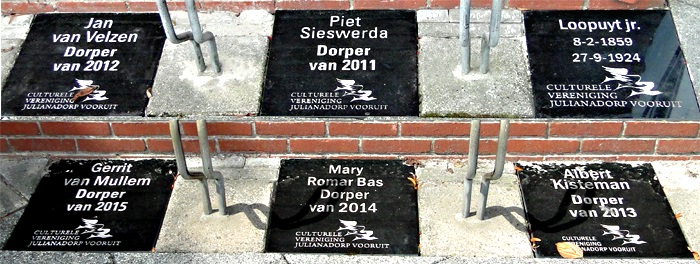 Jan
van Velzen
Dorper
van 2012
CULTURELE
VERENIGING
JULIANADORP VOORUIT
Piet
Sieswerda
Dorper
van 2011
CULTURELE
VERENIGING
JULIANADORP VOORUIT
Loopuyt jr.
8-2-1859
27-9-1924
CULTURELE
VERENIGING
JULIANADORP VOORUIT
Gerrit
van Mullem
Dorper
van 2015
CULTURELE
VERENIGING
JULIANADORP VOORUIT
Mary
Romar Bas
Dorper
van 2014
CULTURELE
VERENIGING
JULIANADORP VOORUIT
Albert
Kisteman
Dorper
van 2013
CULTURELE
VERENIGING
JULIANADORP VOORUIT